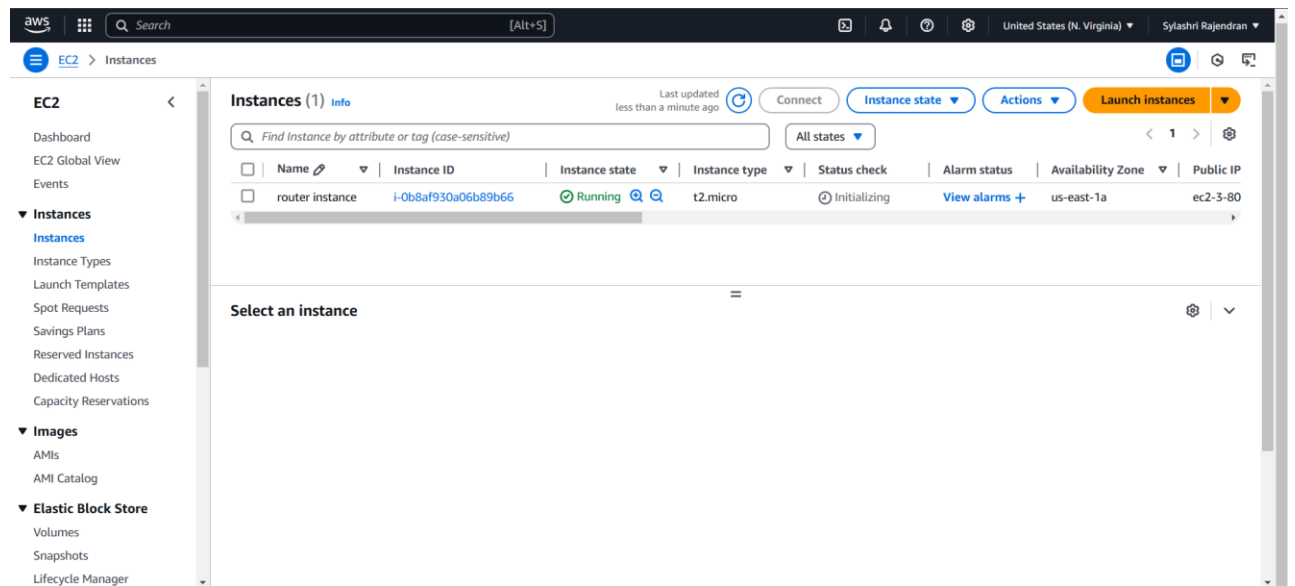 aws Search [Alt+S] United States (N. Virginia) Sylashri Rajendran
EC2 > Instances
EC2
Dashboard
EC2 Global View
Events
Instances
Instances
Instance Types
Launch Templates
Spot Requests
Savings Plans
Reserved Instances
Dedicated Hosts
Capacity Reservations
Images
AMIs
AMI Catalog
Elastic Block Store
Volumes
Snapshots
Lifecycle Manager
Instances (1) Info
Last updated
less than a minute ago
Connect Instance state Actions Launch instances
Find Instance by attribute or tag (case-sensitive) All states 1
Name Instance ID Instance state Instance type Status check Alarm status Availability Zone Public IP
router instance i-0b8af930a06b89b66 Running t2.micro Initializing View alarms + us-east-1a ec2-3-80
Select an instance